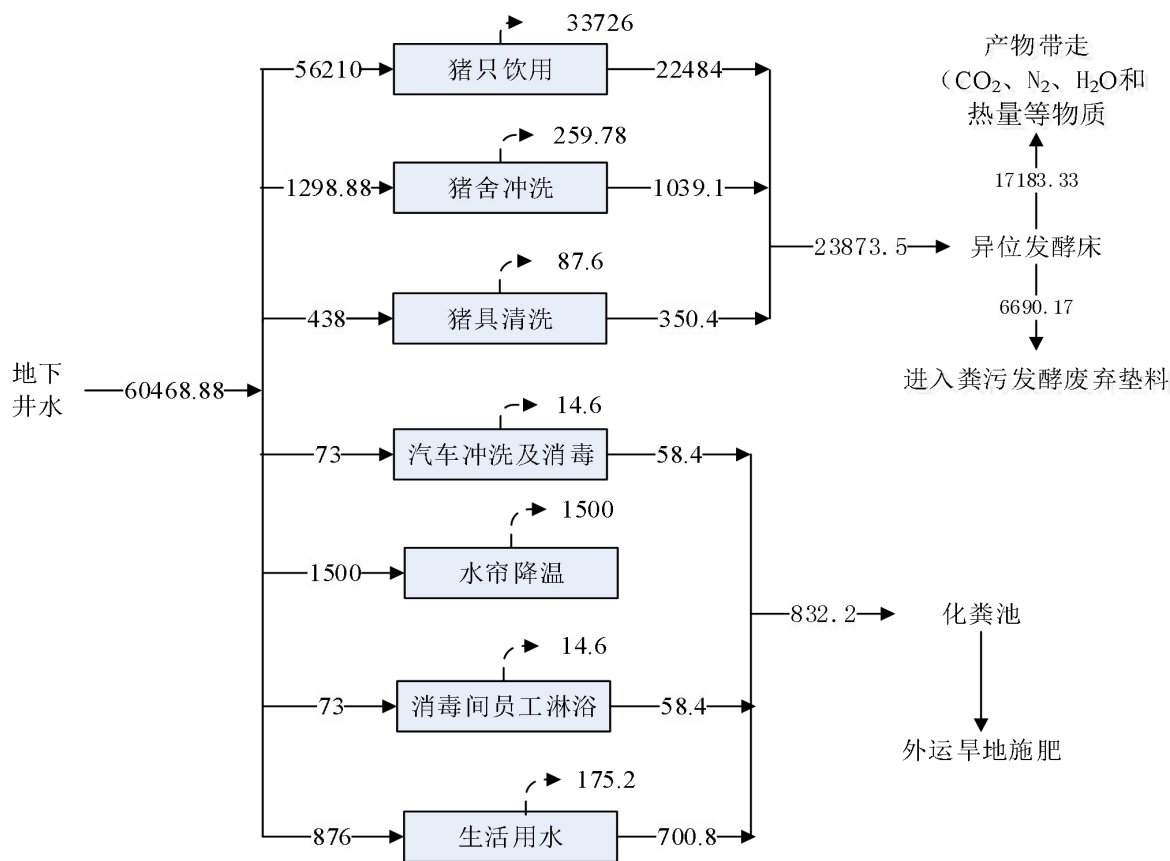 33726
56210
猪只饮用
22484
产物带走
（CO₂、N₂、H₂O和
热量等物质
259.78
1298.88
猪舍冲洗
1039.1
17183.33
23873.5
异位发酵床
87.6
438
猪具清洗
350.4
6690.17
地下
井水
60468.88
进入粪污发酵废弃垫料
14.6
73
汽车冲洗及消毒
58.4
1500
1500
水帘降温
832.2
化粪池
14.6
73
消毒间员工淋浴
58.4
外运旱地施肥
175.2
876
生活用水
700.8